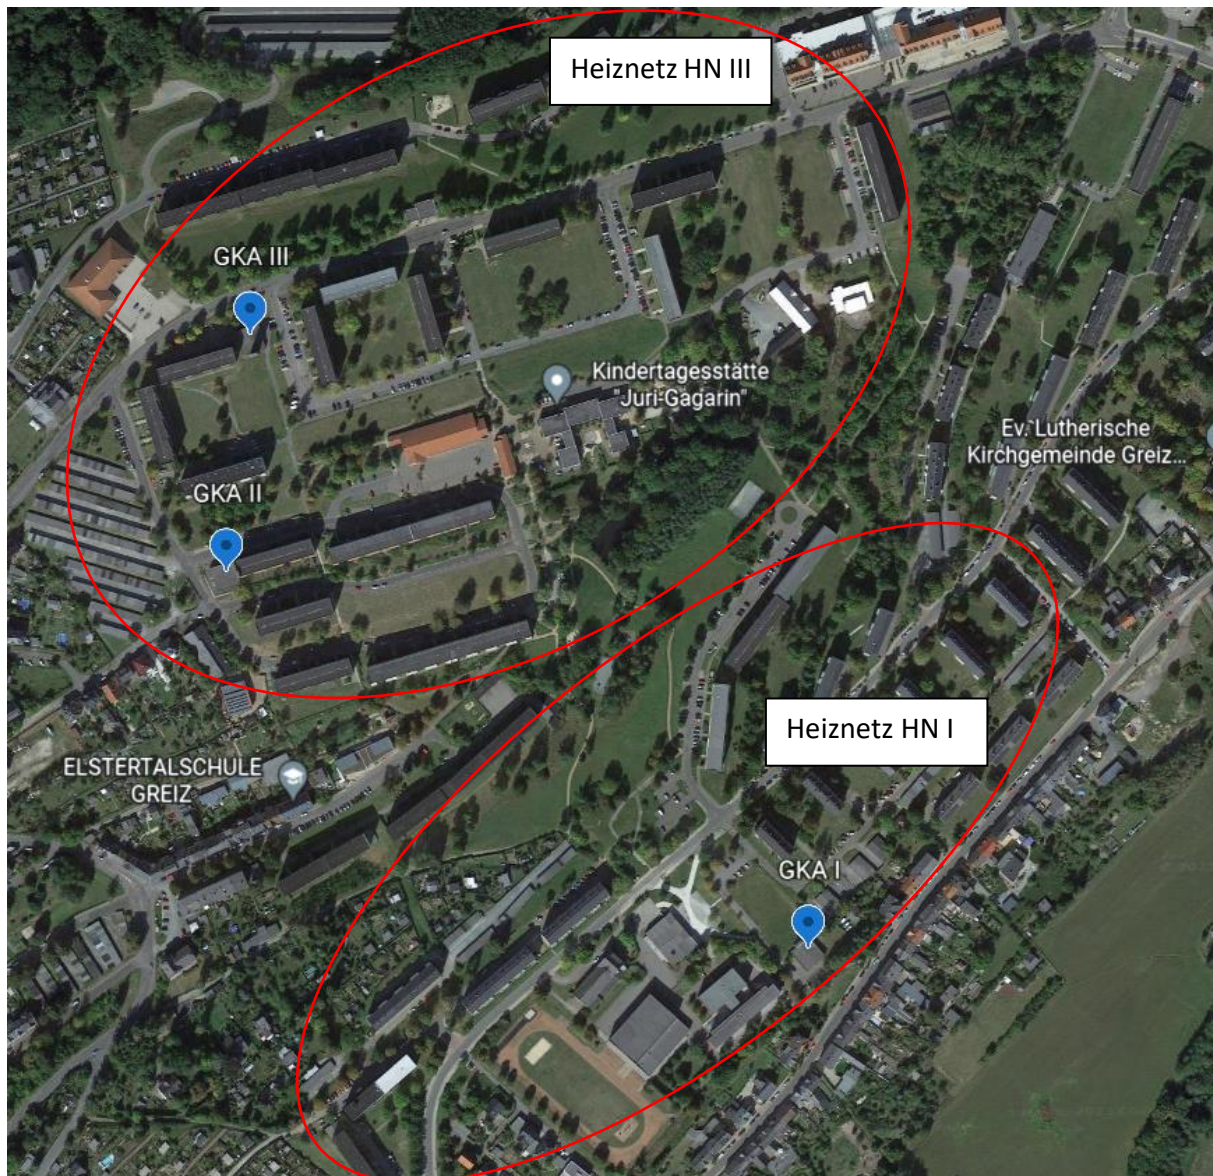 Heiznetz HN III
GKA III
Kindertagesstätte
"Juri-Gagarin"
Ev. Lutherische
Kirchgemeinde Greiz...
GKA II
Heiznetz HN I
ELSTERTALSCHULE
GREIZ
GKA I